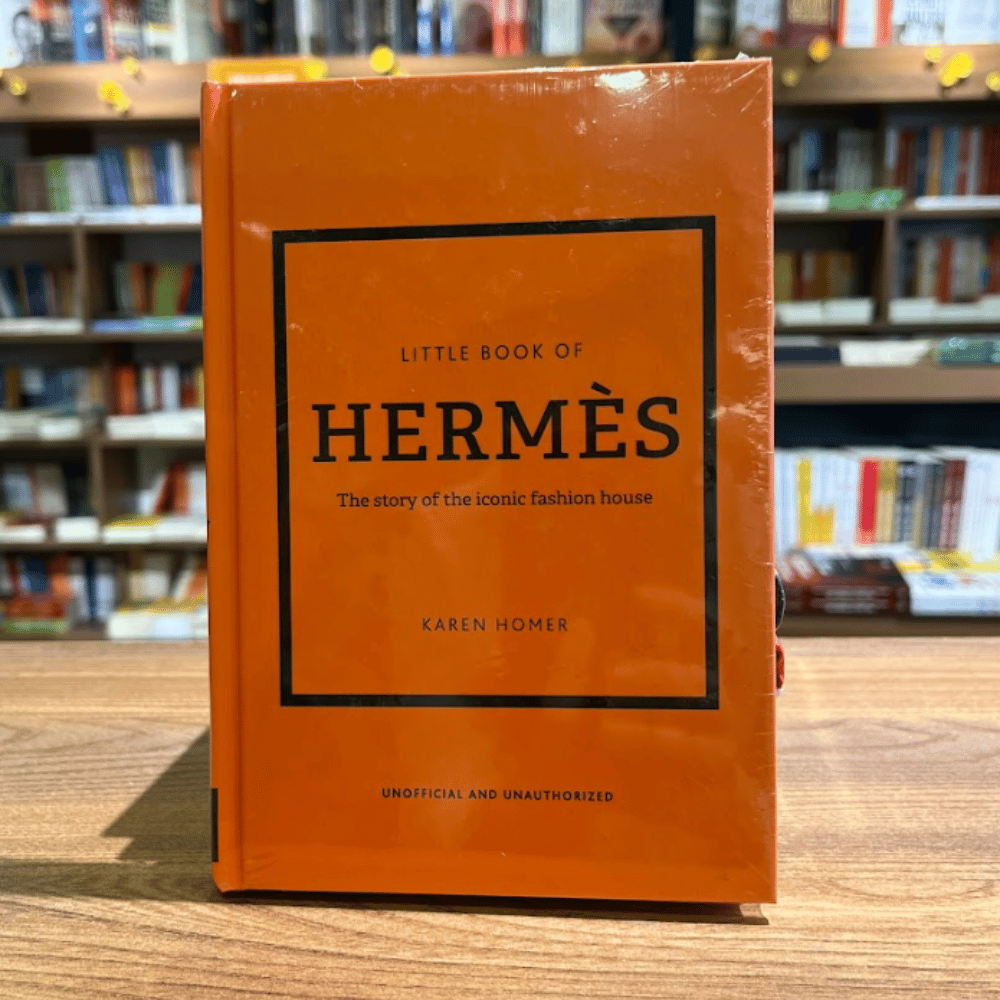 LITTLE BOOK OF
HERMÈS
The story of the iconic fashion house
KAREN HOMER
UNOFFICIAL AND UNAUTHORIZED